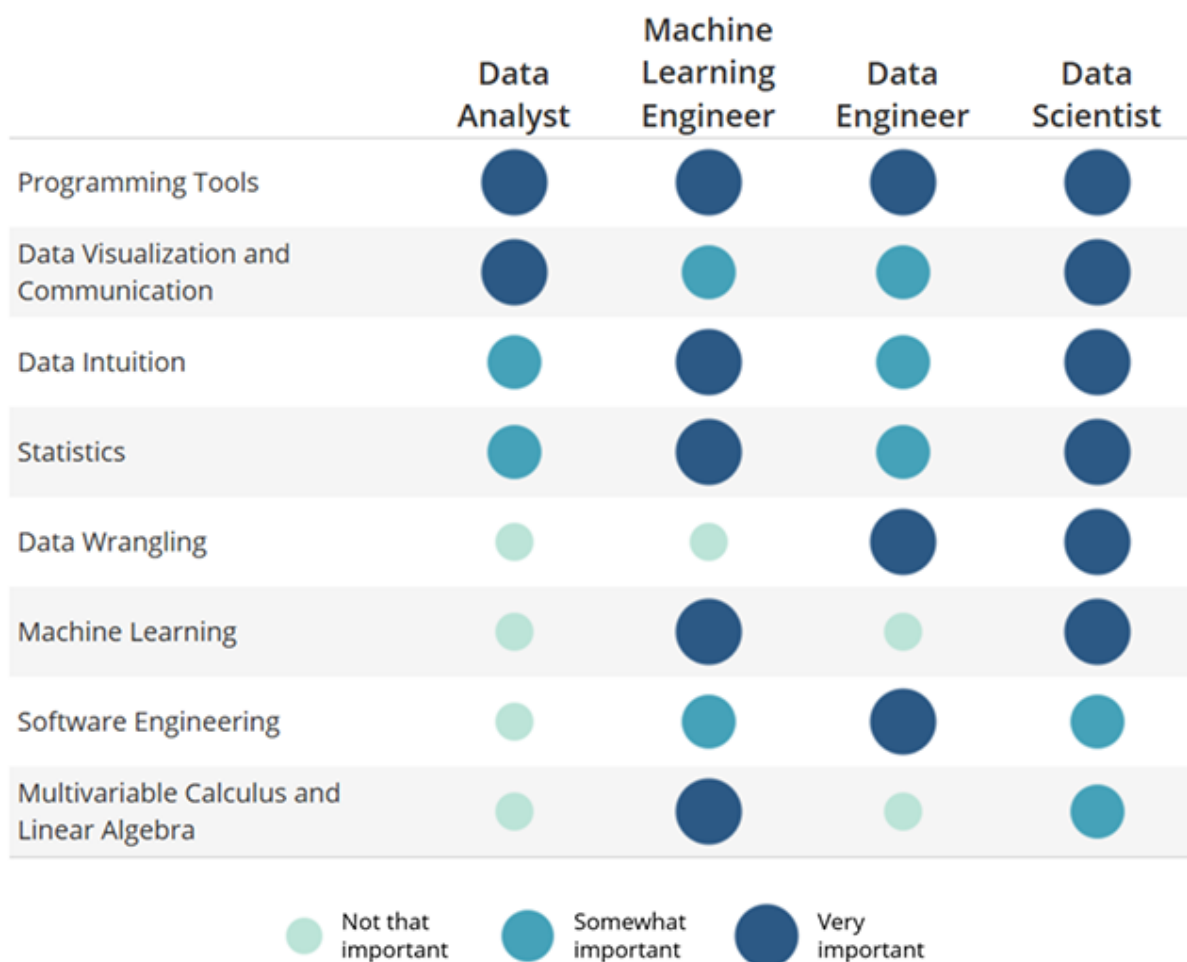 Data Analyst
Machine Learning Engineer
Data Engineer
Data Scientist
Programming Tools
Data Visualization and
Communication
Data Intuition
Statistics
Data Wrangling
Machine Learning
Software Engineering
Multivariable Calculus and
Linear Algebra
Not that
important
Somewhat
important
Very
important